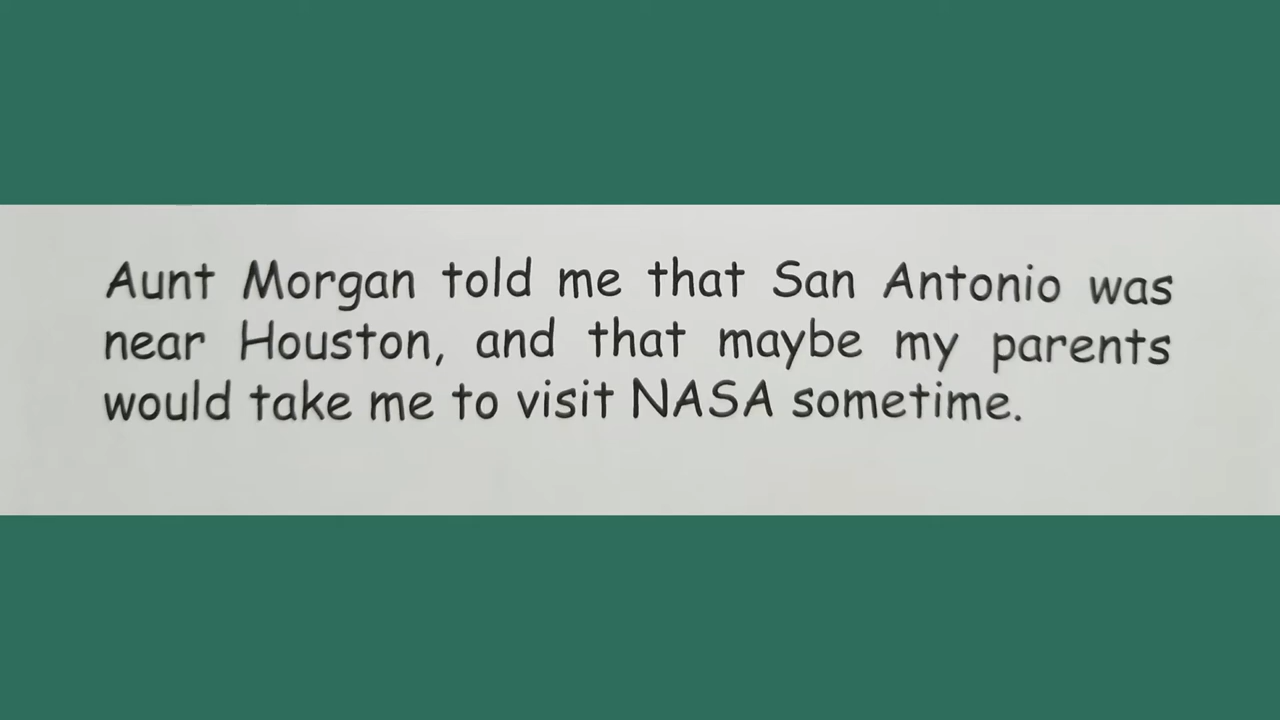 Aunt Morgan told me that San Antonio was
near Houston, and that maybe my parents
would take me to visit NASA sometime.